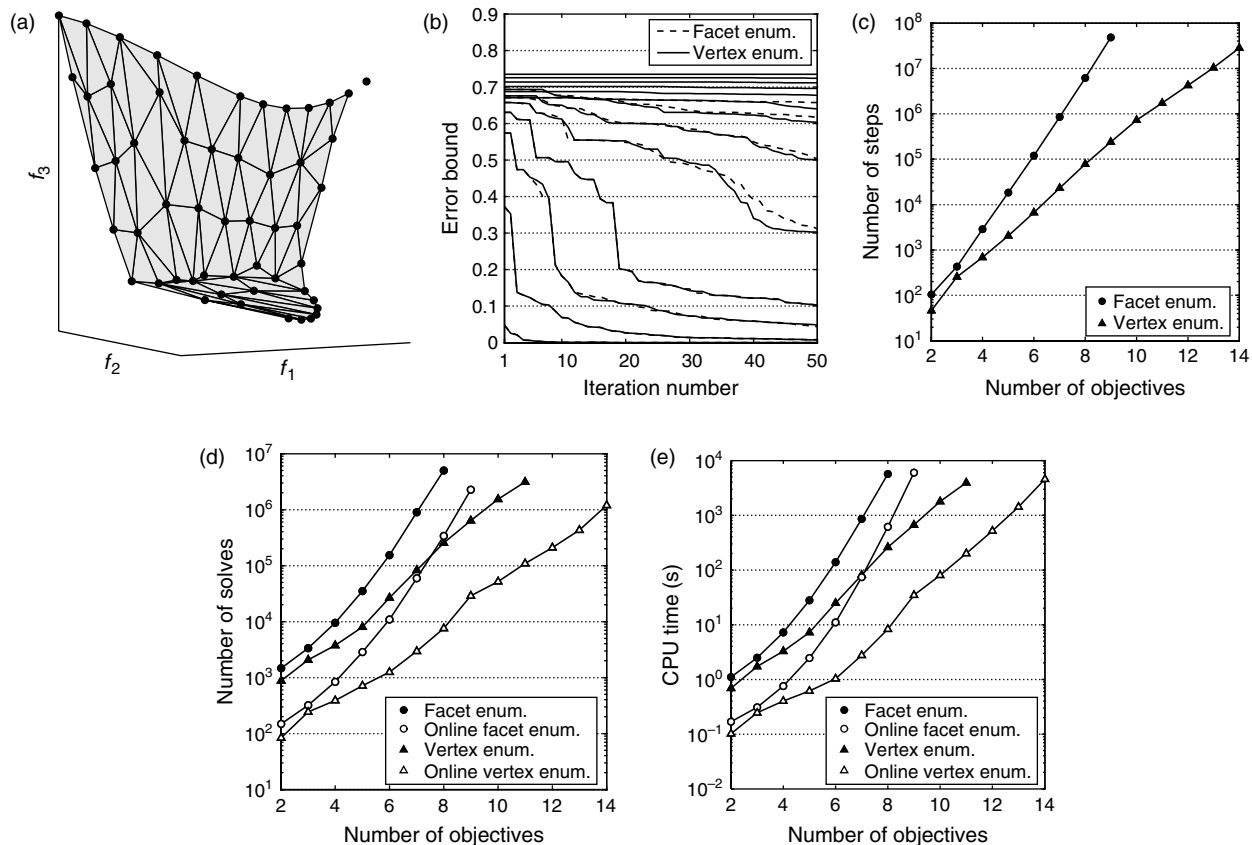 (a)
f3
f2
f1
(b)
Error bound
0.9
0.8
0.7
0.6
0.5
0.4
0.3
0.2
0.1
0
Facet enum.
Vertex enum.
1 10 20 30 40 50
Iteration number
(c)
Number of steps
10^8
10^7
10^6
10^5
10^4
10^3
10^2
10^1
Facet enum.
Vertex enum.
2 4 6 8 10 12 14
Number of objectives
(d)
Number of solves
10^7
10^6
10^5
10^4
10^3
10^2
10^1
Facet enum.
Online facet enum.
Vertex enum.
Online vertex enum.
2 4 6 8 10 12 14
Number of objectives
(e)
CPU time (s)
10^4
10^3
10^2
10^1
10^0
10^–1
10^–2
Facet enum.
Online facet enum.
Vertex enum.
Online vertex enum.
2 4 6 8 10 12 14
Number of objectives